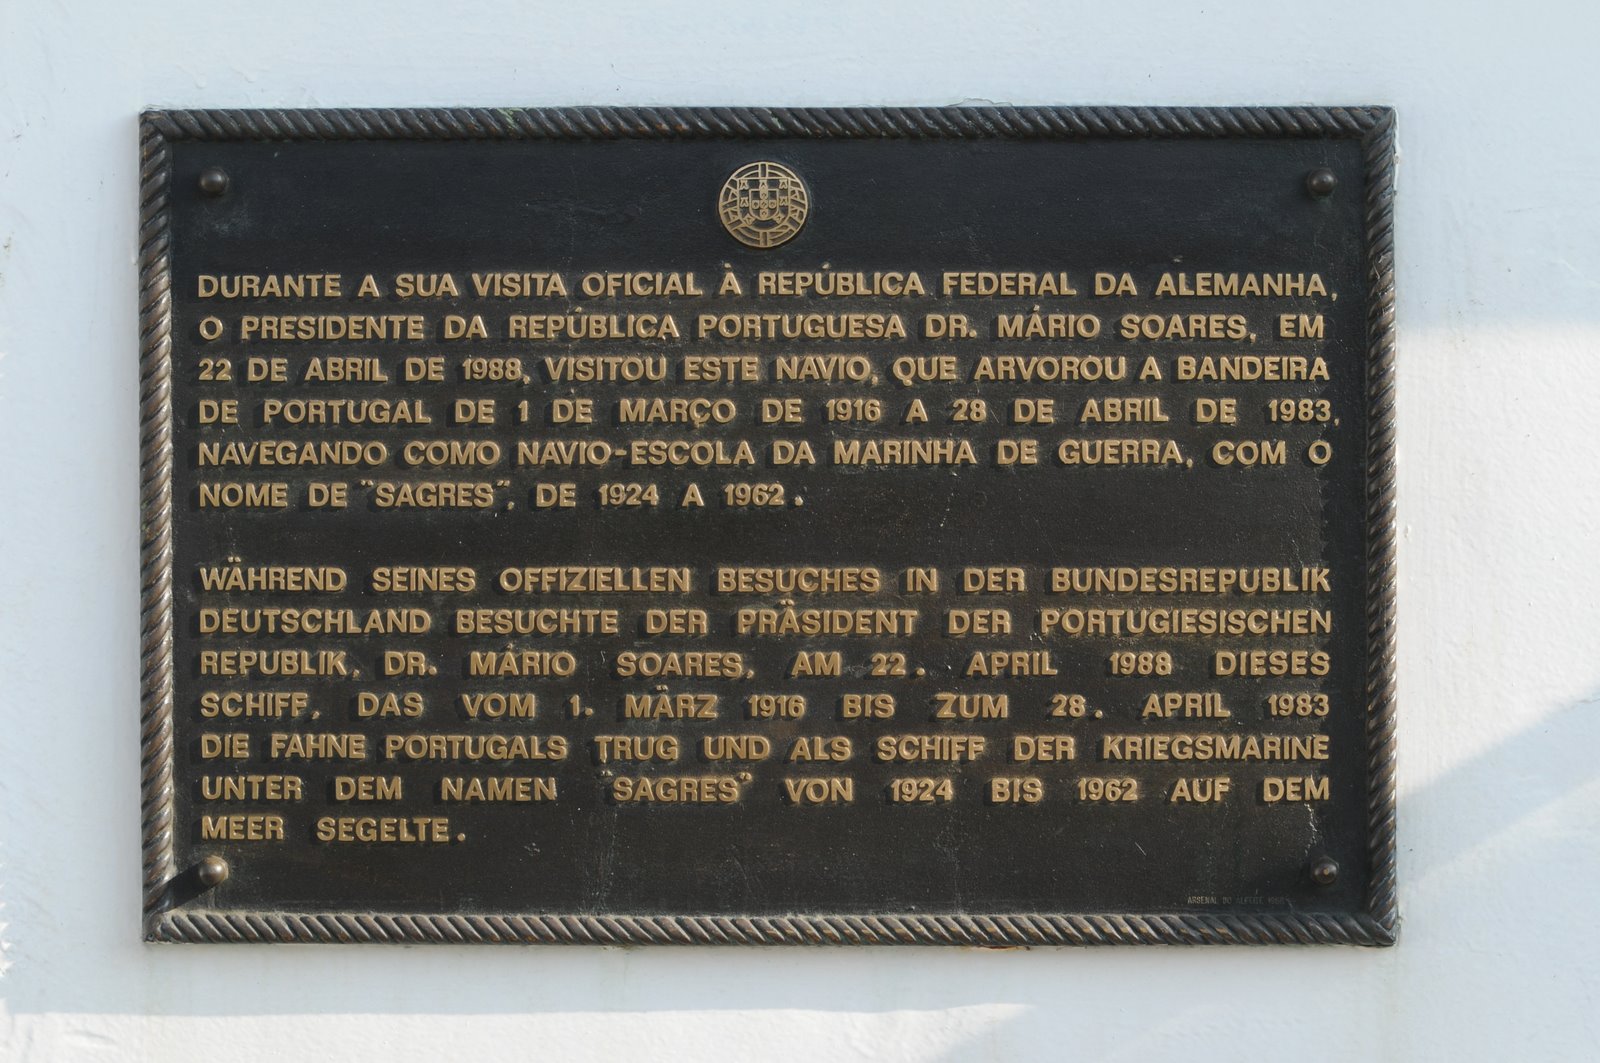 DURANTE A SUA VISITA OFICIAL À REPÚBLICA FEDERAL DA ALEMANHA,
O PRESIDENTE DA REPÚBLICA PORTUGUESA DR. MÁRIO SOARES, EM
22 DE ABRIL DE 1988, VISITOU ESTE NAVIO, QUE ARVOROU A BANDEIRA
DE PORTUGAL DE 1 DE MARÇO DE 1916 A 28 DE ABRIL DE 1983,
NAVEGANDO COMO NAVIO-ESCOLA DA MARINHA DE GUERRA, COM O
NOME DE "SAGRES", DE 1924 A 1962.
WÄHREND SEINES OFFIZIELLEN BESUCHES IN DER BUNDESREPUBLIK
DEUTSCHLAND BESUCHTE DER PRÄSIDENT DER PORTUGIESISCHEN
REPUBLIK, DR. MÁRIO SOARES, AM 22. APRIL 1988 DIESES
SCHIFF, DAS VOM 1. MÄRZ 1916 BIS ZUM 28. APRIL 1983
DIE FAHNE PORTUGALS TRUG UND ALS SCHIFF DER KRIEGSMARINE
UNTER DEM NAMEN "SAGRES" VON 1924 BIS 1962 AUF DEM
MEER SEGELTE.
ARSENAL DO ALFEITE